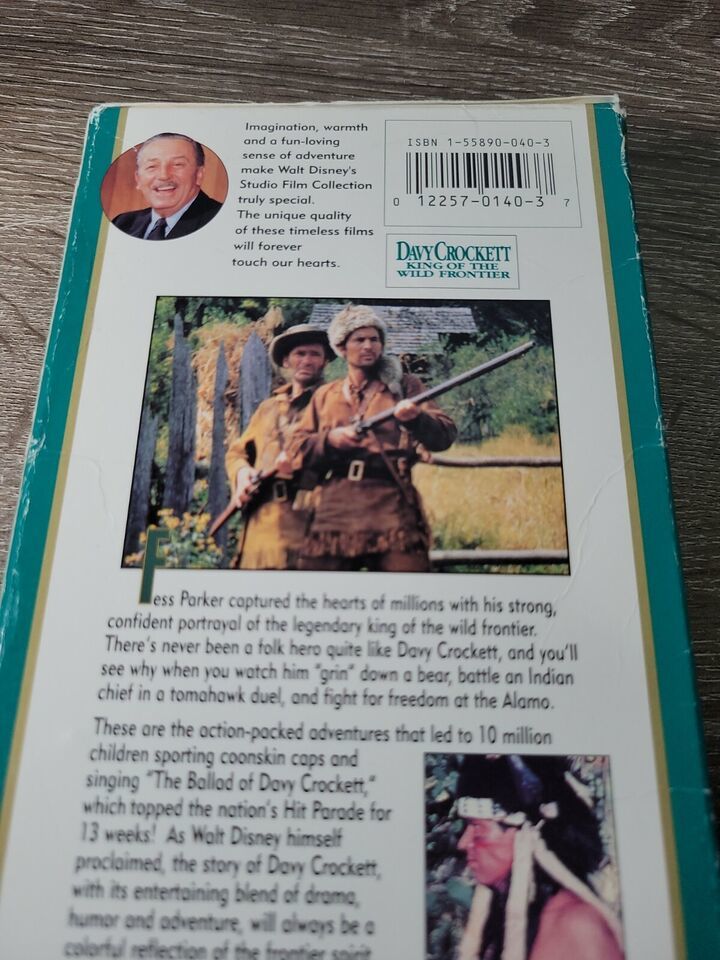 Imagination, warmth
and a fun-loving
sense of adventure
make Walt Disney's
Studio Film Collection
truly special.
The unique quality
of these timeless films
will forever
touch our hearts.
ISBN 1-55890-040-3
0 12257-0140-3 7
DAVY CROCKETT
KING OF THE
WILD FRONTIER
Fess Parker captured the hearts of millions with his strong,
confident portrayal of the legendary king of the wild frontier.
There's never been a folk hero quite like Davy Crockett, and you'll
see why when you watch him "grin" down a bear, battle an Indian
chief in a tomahawk duel, and fight for freedom at the Alamo.
These are the action-packed adventures that led to 10 million
children sporting coonskin caps and
singing "The Ballad of Davy Crockett,"
which topped the nation's Hit Parade for
13 weeks! As Walt Disney himself
proclaimed, the story of Davy Crockett,
with its entertaining blend of drama,
humor and adventure, will always be a
colorful reflection of the frontier spirit